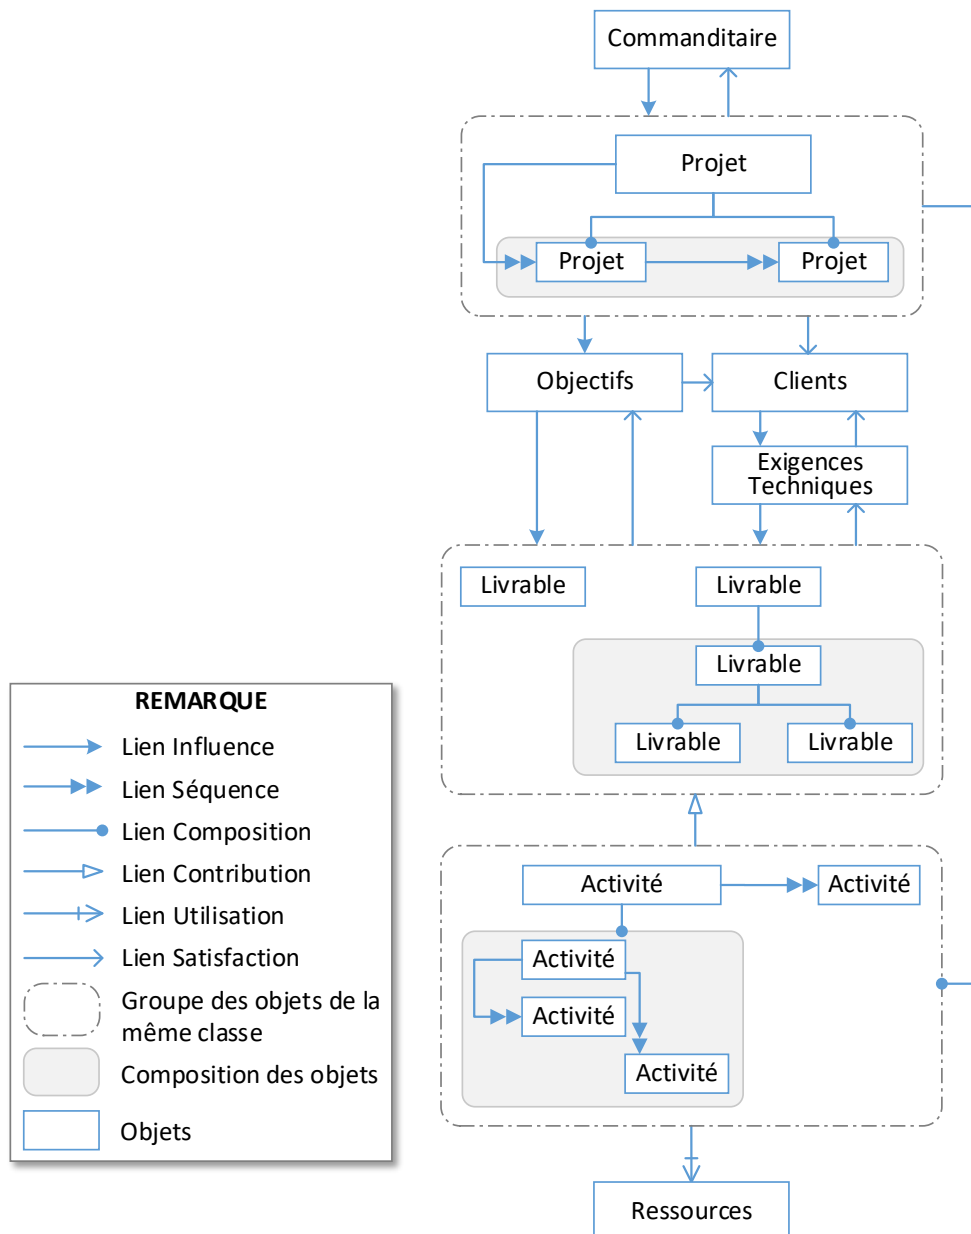 Commanditaire
Projet
Projet
Projet
Objectifs
Clients
Exigences
Techniques
Livrable
Livrable
Livrable
Livrable
Livrable
REMARQUE
Lien Influence
Lien Séquence
Lien Composition
Lien Contribution
Lien Utilisation
Lien Satisfaction
Groupe des objets de la
même classe
Composition des objets
Objets
Activité
Activité
Activité
Activité
Activité
Ressources